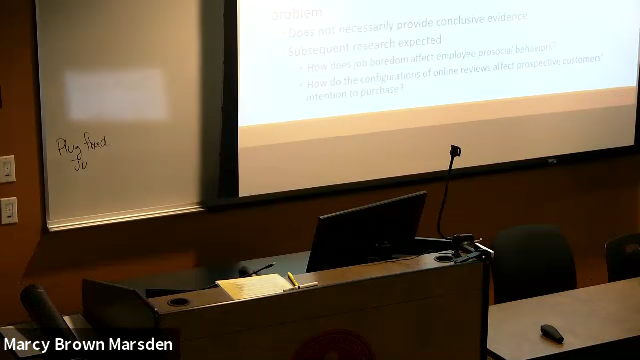 problem
Does not necessarily provide conclusive evidence
Subsequent research expected
How does job boredom affect employee prosocial behaviors?
How do the configurations of online reviews affect prospective customers'
intention to purchase?
Marcy Brown Marsden